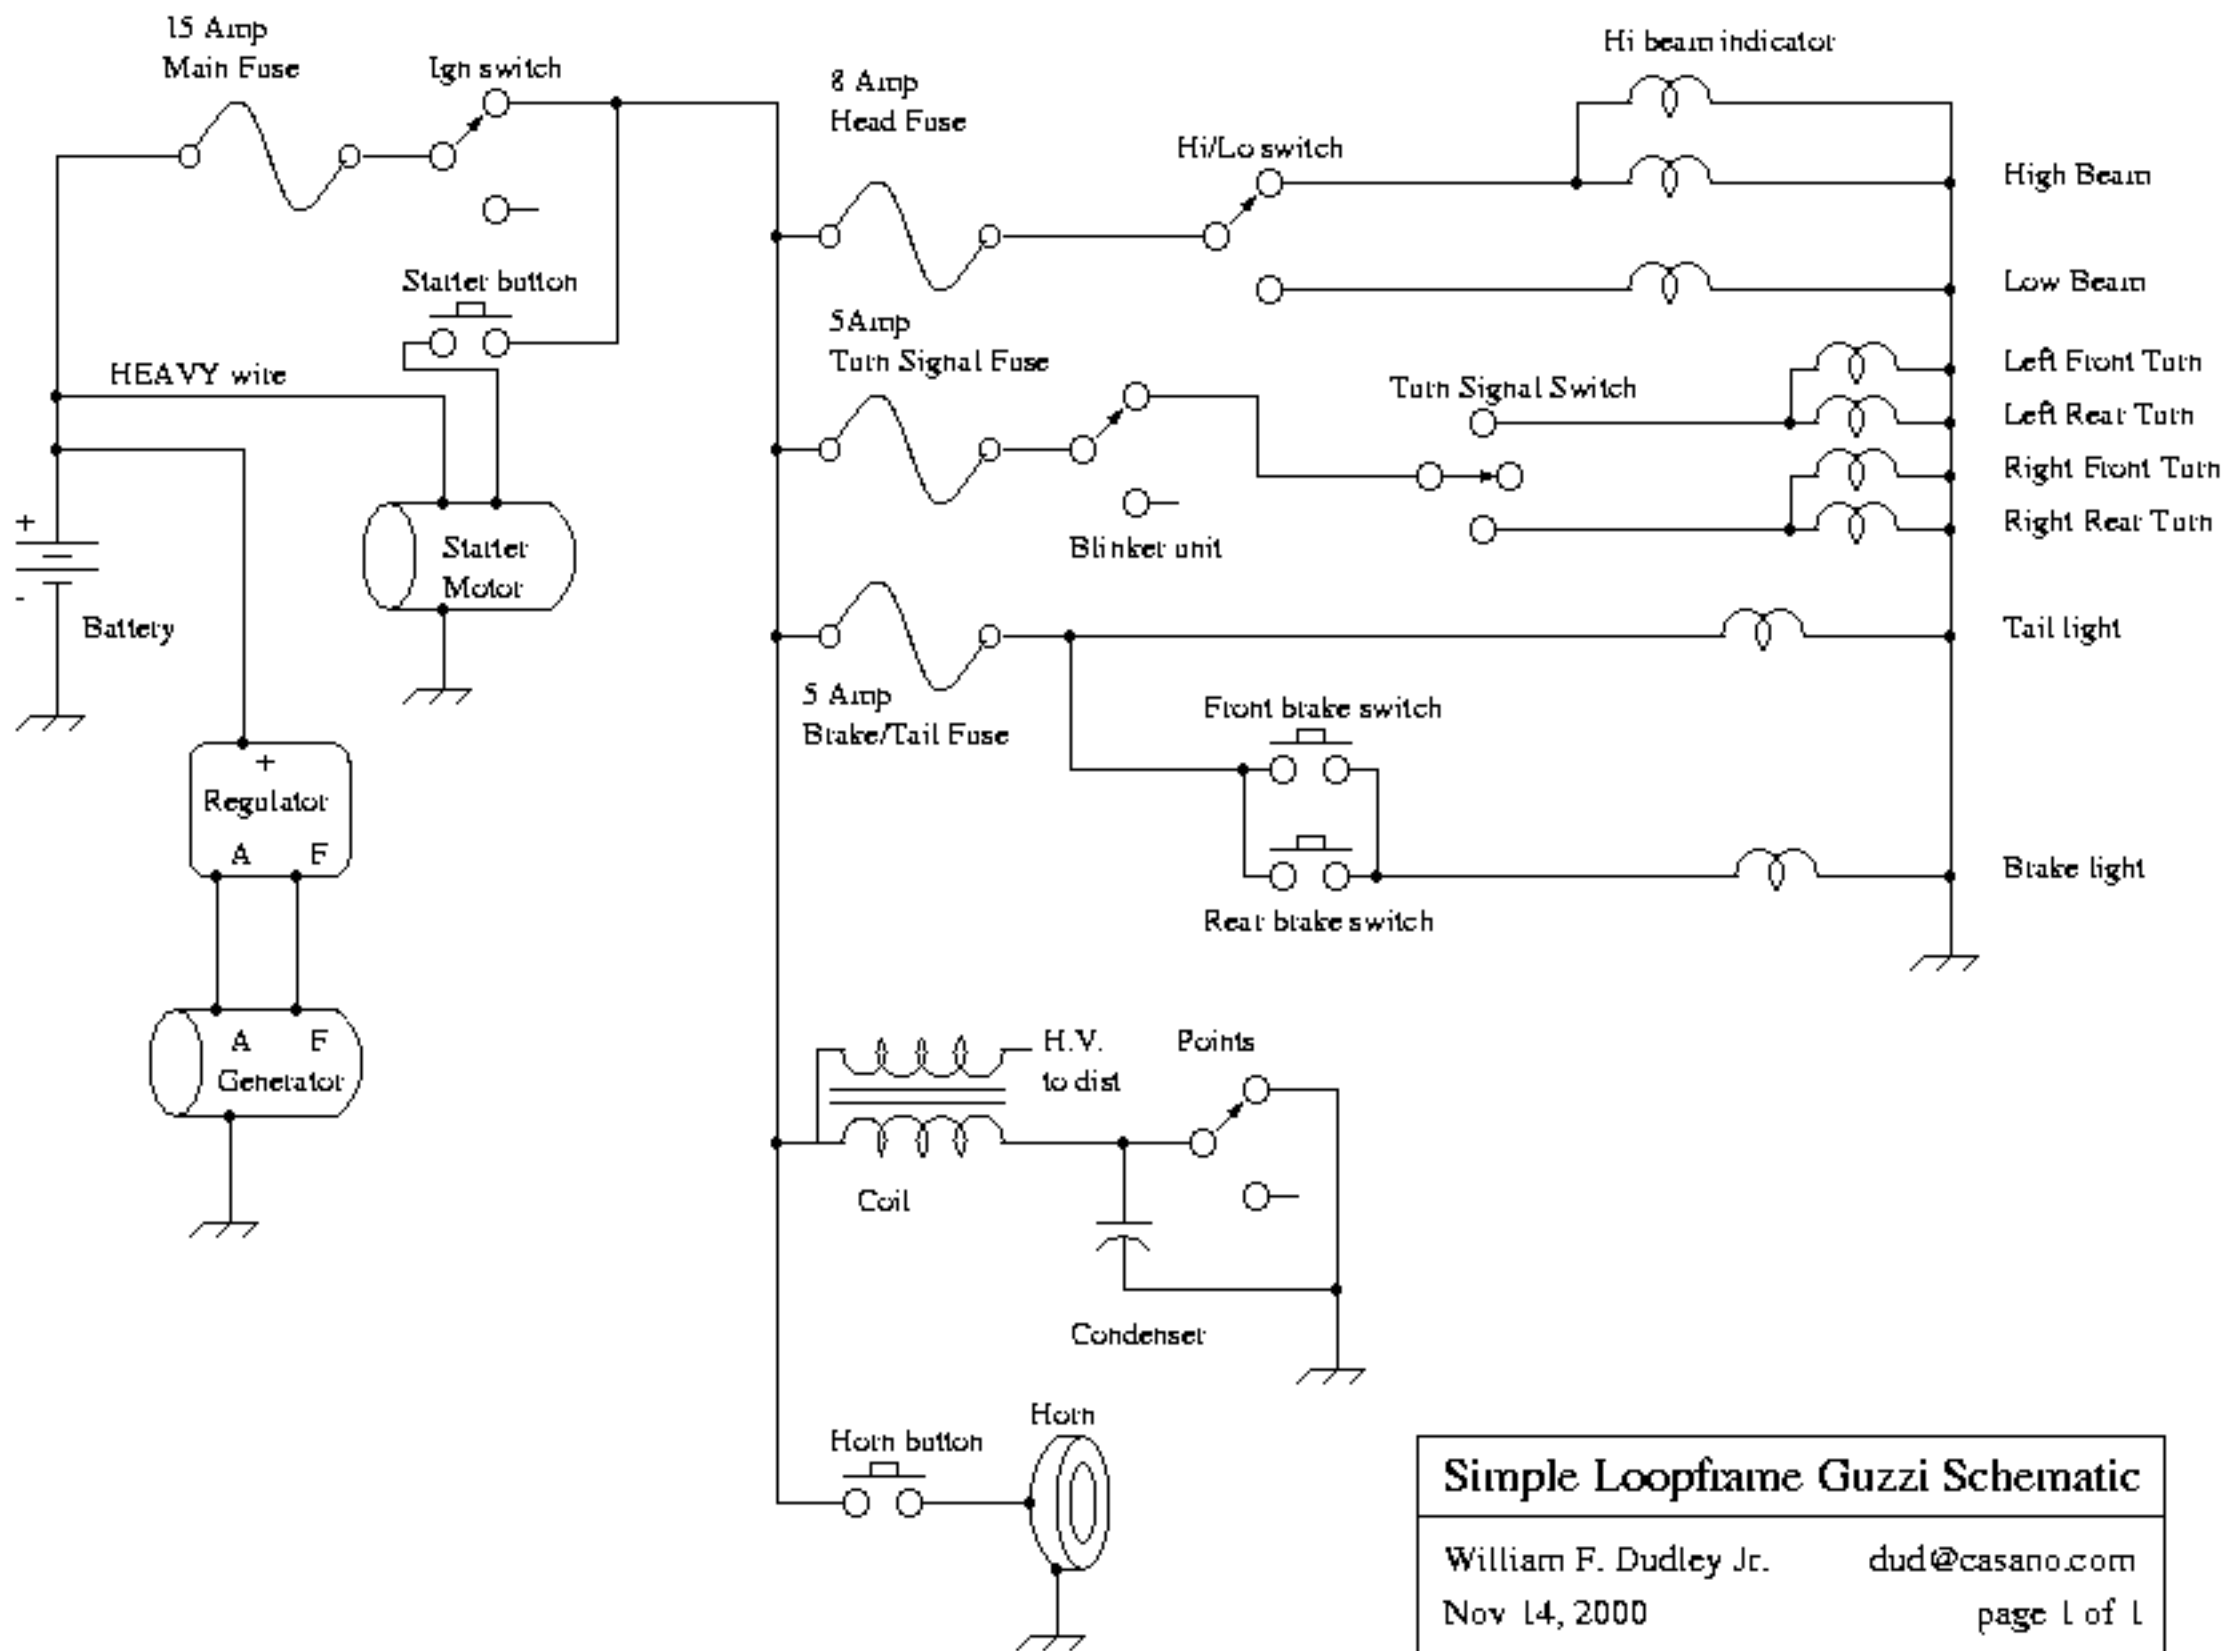 15 Amp
Main Fuse
Ign switch
8 Amp
Head Fuse
Hi/Lo switch
Hi beam indicator
High Beam
Low Beam
Starter button
HEAVY wire
5Amp
Turn Signal Fuse
Turn Signal Switch
Left Front Turn
Left Rear Turn
Right Front Turn
Right Rear Turn
Blinker unit
+
-
Battery
Starter
Motor
Tail light
5 Amp
Brake/Tail Fuse
Front brake switch
Rear brake switch
Brake light
+
Regulator
A F
A F
Generator
H.V.
to dist
Points
Coil
Condenser
Horn
Horn button
Simple Loopframe Guzzi Schematic
William F. Dudley Jr. dud@casano.com
Nov 14, 2000 page 1 of 1